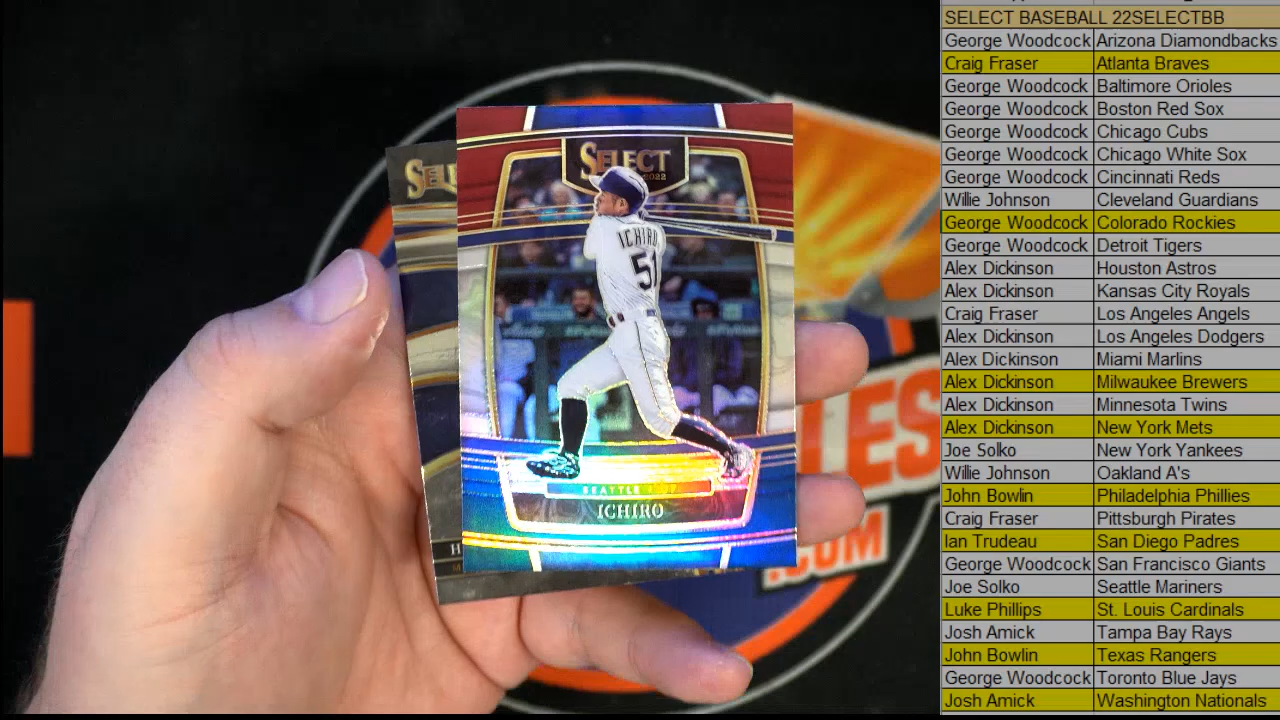 SELECT BASEBALL 22SELECTBB
George Woodcock Arizona Diamondbacks
Craig Fraser Atlanta Braves
George Woodcock Baltimore Orioles
George Woodcock Boston Red Sox
George Woodcock Chicago Cubs
George Woodcock Chicago White Sox
George Woodcock Cincinnati Reds
Willie Johnson Cleveland Guardians
George Woodcock Colorado Rockies
George Woodcock Detroit Tigers
Alex Dickinson Houston Astros
Alex Dickinson Kansas City Royals
Craig Fraser Los Angeles Angels
Alex Dickinson Los Angeles Dodgers
Alex Dickinson Miami Marlins
Alex Dickinson Milwaukee Brewers
Alex Dickinson Minnesota Twins
Alex Dickinson New York Mets
Joe Solko New York Yankees
Willie Johnson Oakland A's
John Bowlin Philadelphia Phillies
Craig Fraser Pittsburgh Pirates
Ian Trudeau San Diego Padres
George Woodcock San Francisco Giants
Joe Solko Seattle Mariners
Luke Phillips St. Louis Cardinals
Josh Amick Tampa Bay Rays
John Bowlin Texas Rangers
George Woodcock Toronto Blue Jays
Josh Amick Washington Nationals
SELECT
2022
ICHIRO
51
SEATTLE
ICHIRO
.COM